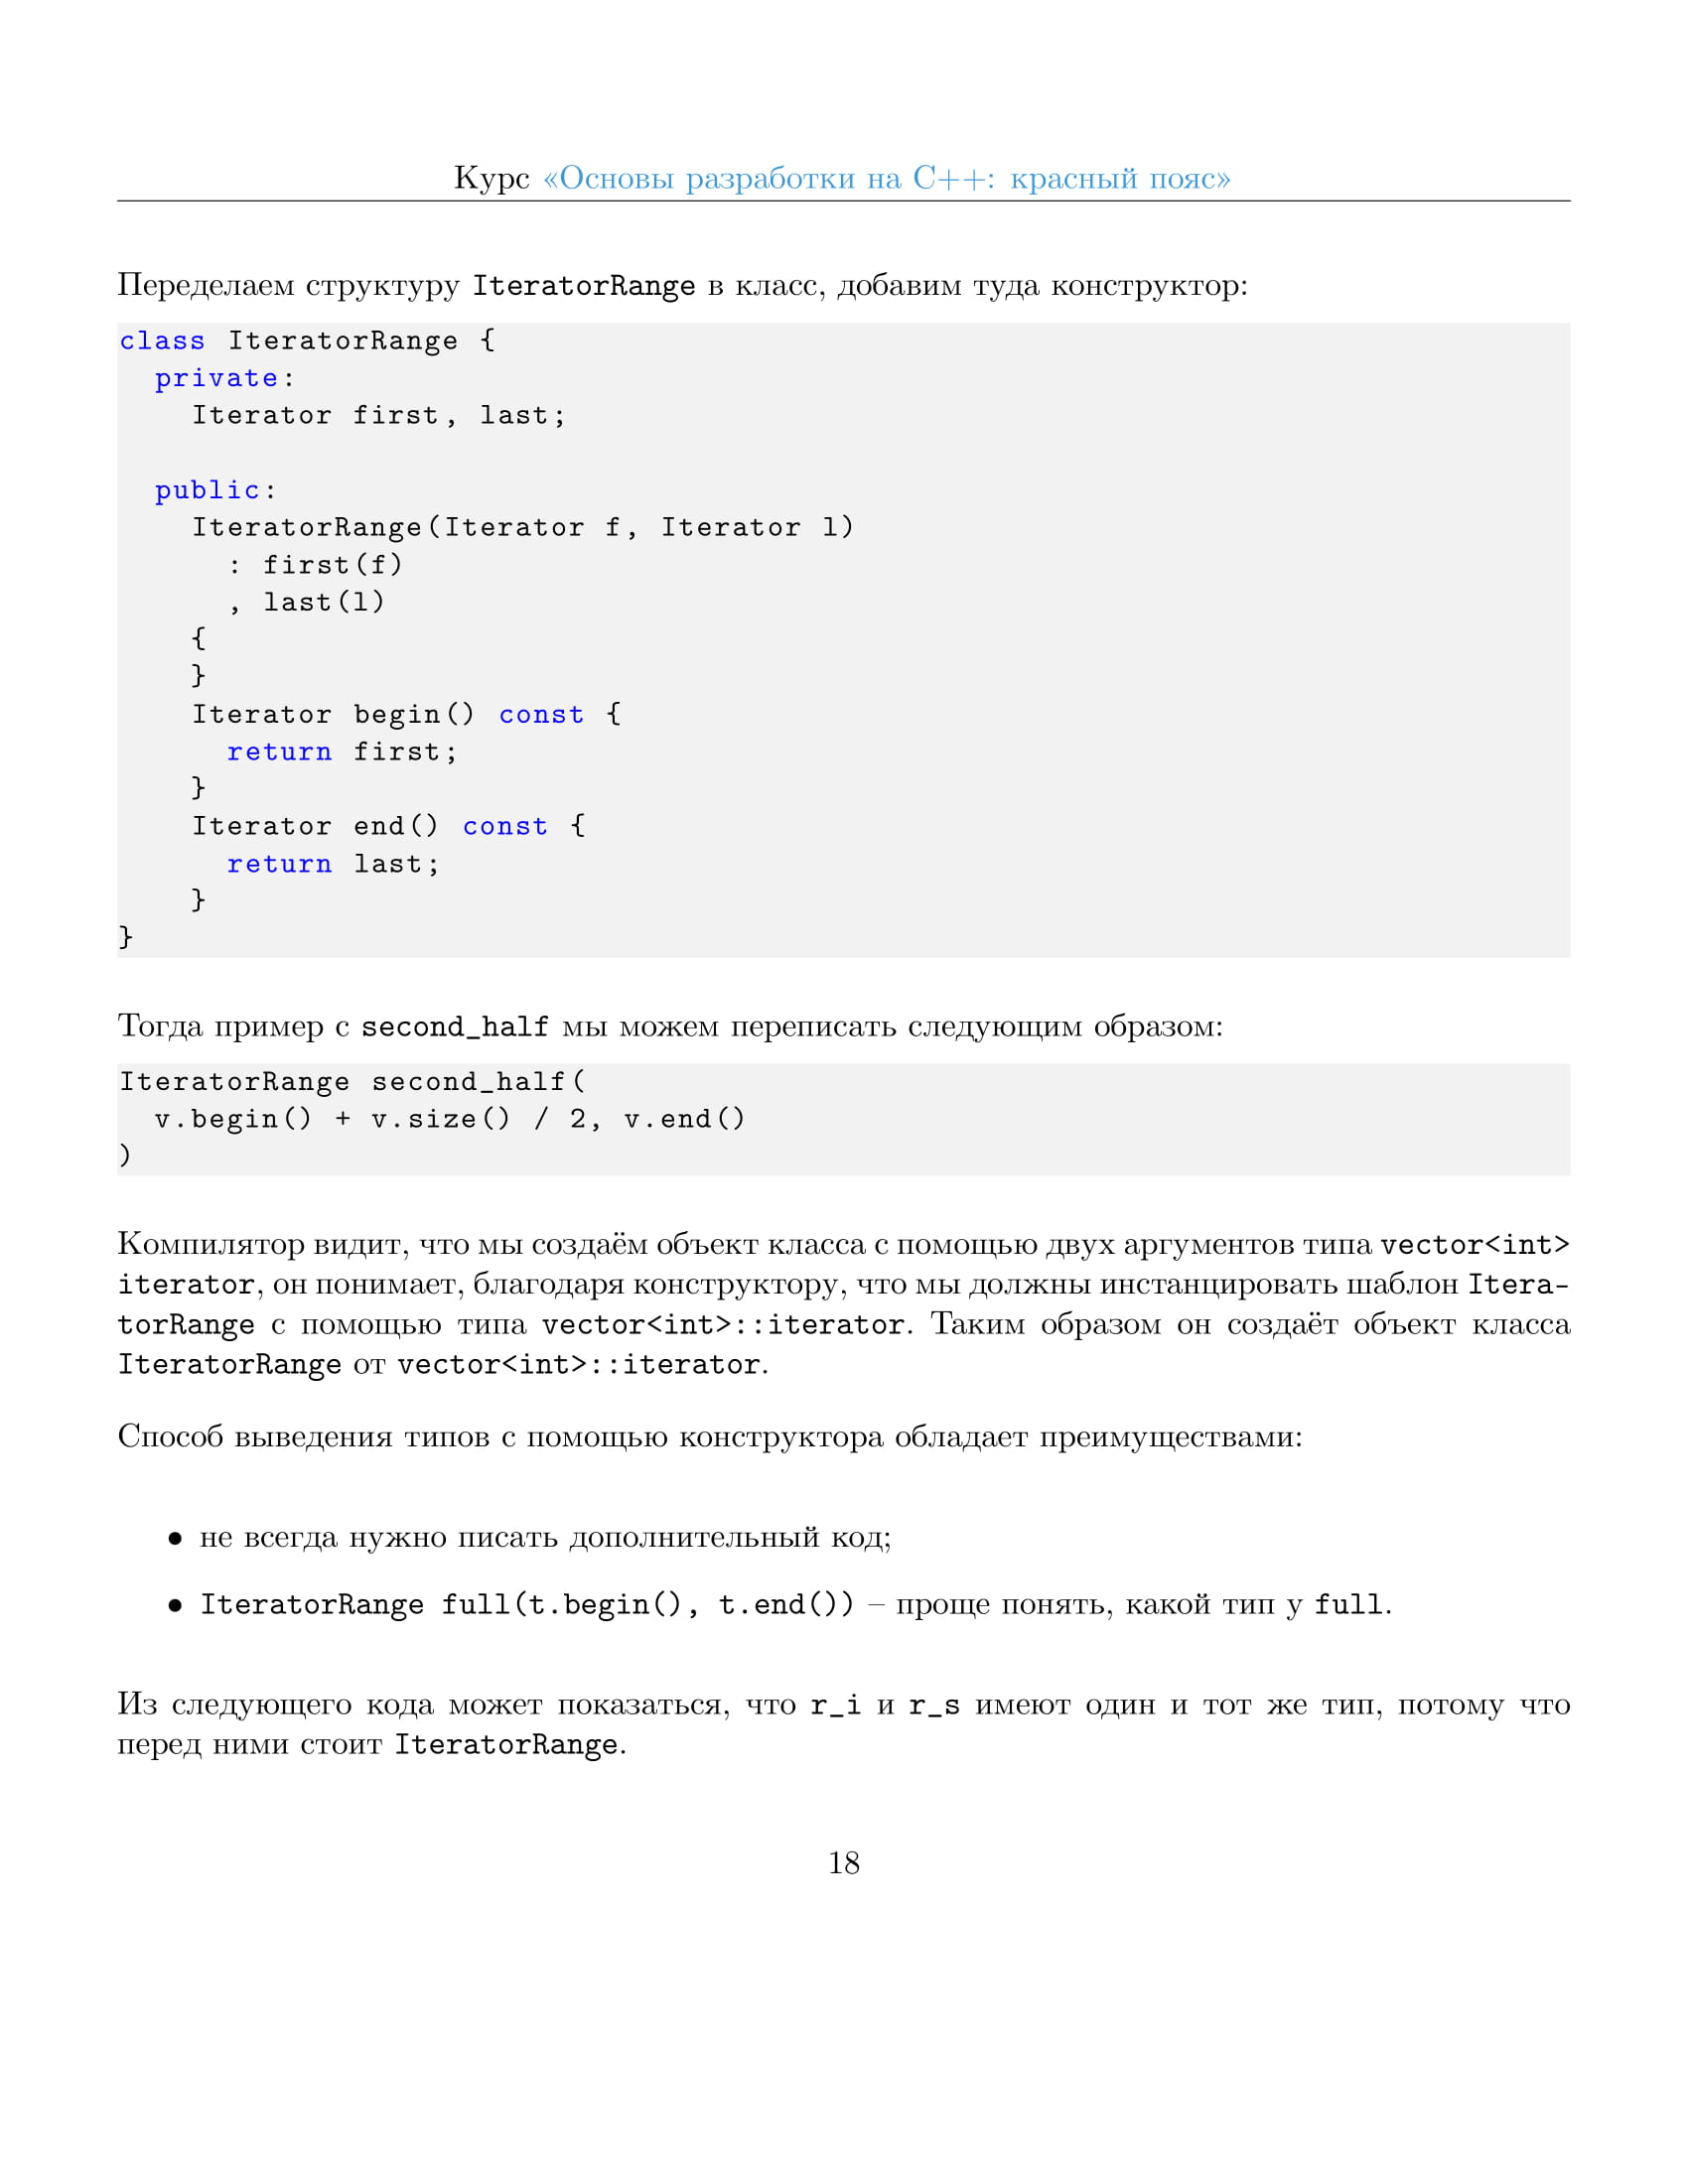 Курс «Основы разработки на C++: красный пояс»
Переделаем структуру IteratorRange в класс, добавим туда конструктор:
class IteratorRange {
  private:
    Iterator first, last;

  public:
    IteratorRange(Iterator f, Iterator l)
      : first(f)
      , last(l)
    {
    }
    Iterator begin() const {
      return first;
    }
    Iterator end() const {
      return last;
    }
}
Тогда пример с second_half мы можем переписать следующим образом:
IteratorRange second_half(
  v.begin() + v.size() / 2, v.end()
)
Компилятор видит, что мы создаём объект класса с помощью двух аргументов типа vector<int>
iterator, он понимает, благодаря конструктору, что мы должны инстанцировать шаблон Itera-
torRange с помощью типа vector<int>::iterator. Таким образом он создаёт объект класса
IteratorRange от vector<int>::iterator.
Способ выведения типов с помощью конструктора обладает преимуществами:
• не всегда нужно писать дополнительный код;
• IteratorRange full(t.begin(), t.end()) – проще понять, какой тип у full.
Из следующего кода может показаться, что r_i и r_s имеют один и тот же тип, потому что
перед ними стоит IteratorRange.
18